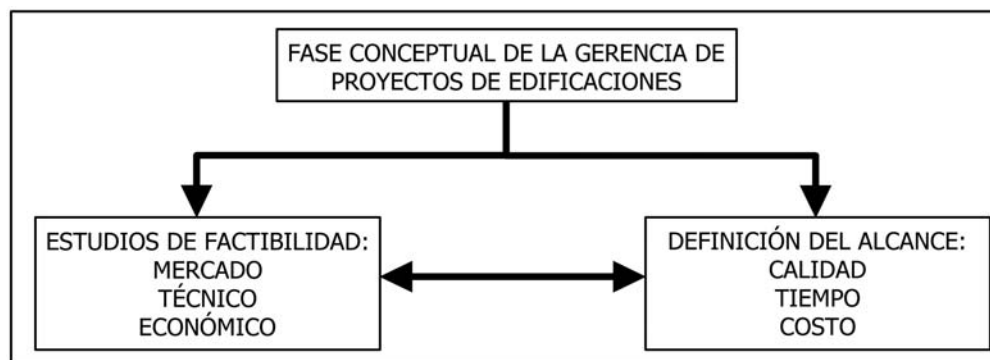 FASE CONCEPTUAL DE LA GERENCIA DE
PROYECTOS DE EDIFICACIONES
ESTUDIOS DE FACTIBILIDAD:
MERCADO
TÉCNICO
ECONÓMICO
DEFINICIÓN DEL ALCANCE:
CALIDAD
TIEMPO
COSTO